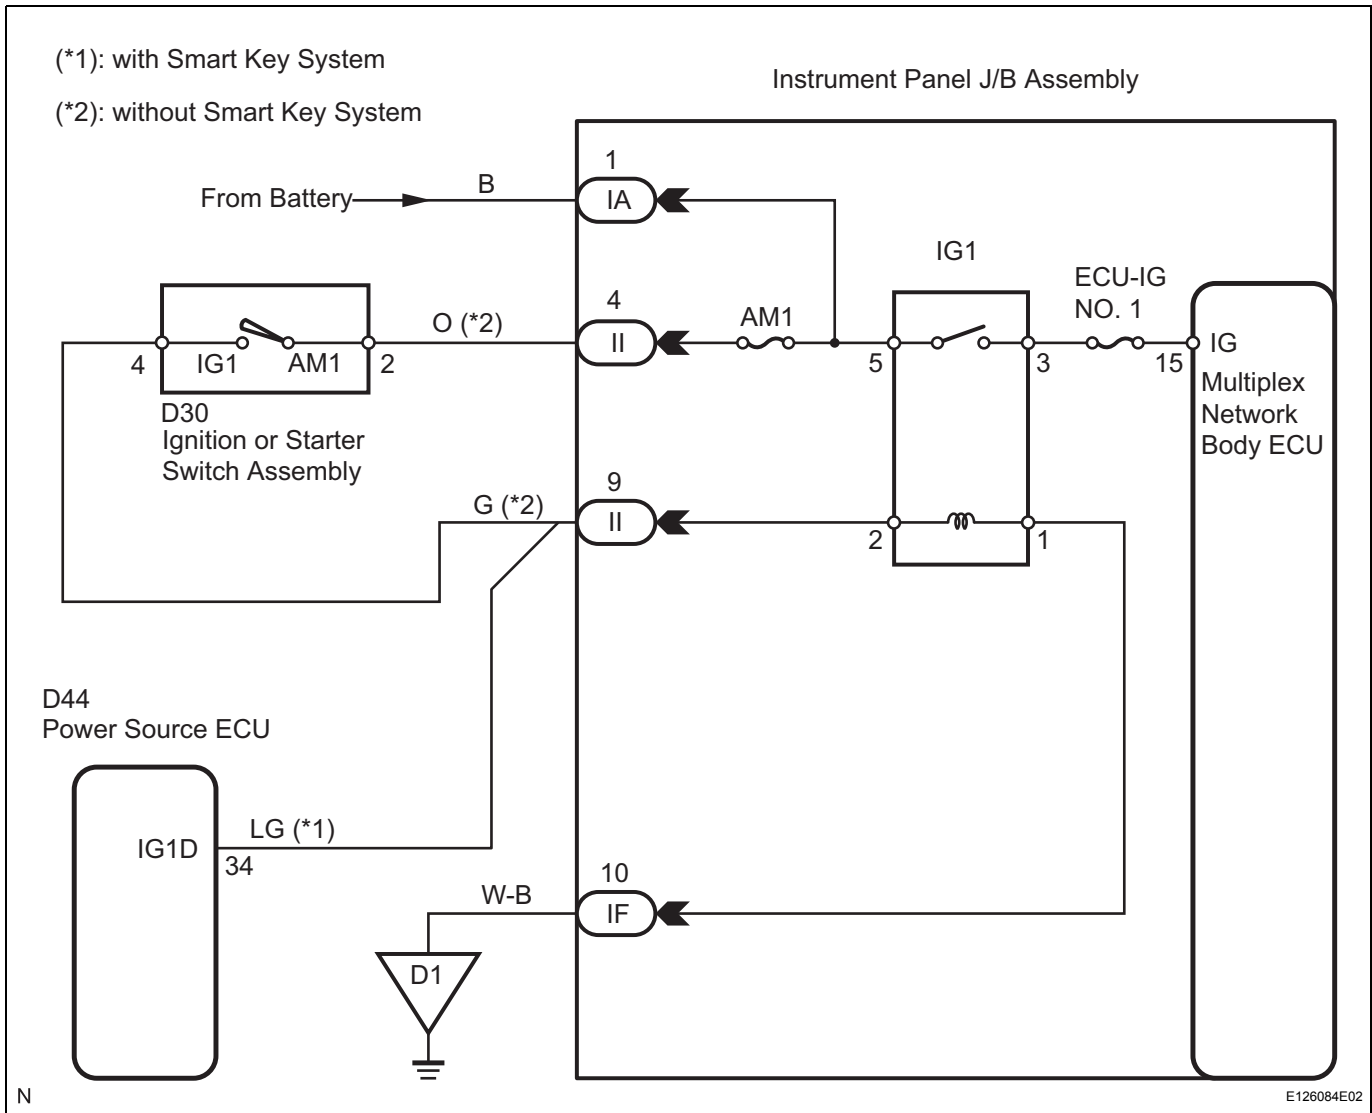 (*1): with Smart Key System
(*2): without Smart Key System
Instrument Panel J/B Assembly
From Battery
B
1
IA
IG1
ECU-IG
NO. 1
4
IG1
AM1
2
O (*2)
4
II
AM1
5
3
15
IG
Multiplex
Network
Body ECU
D30
Ignition or Starter
Switch Assembly
G (*2)
9
II
2
1
D44
Power Source ECU
IG1D
34
LG (*1)
W-B
10
IF
D1
N
E126084E02